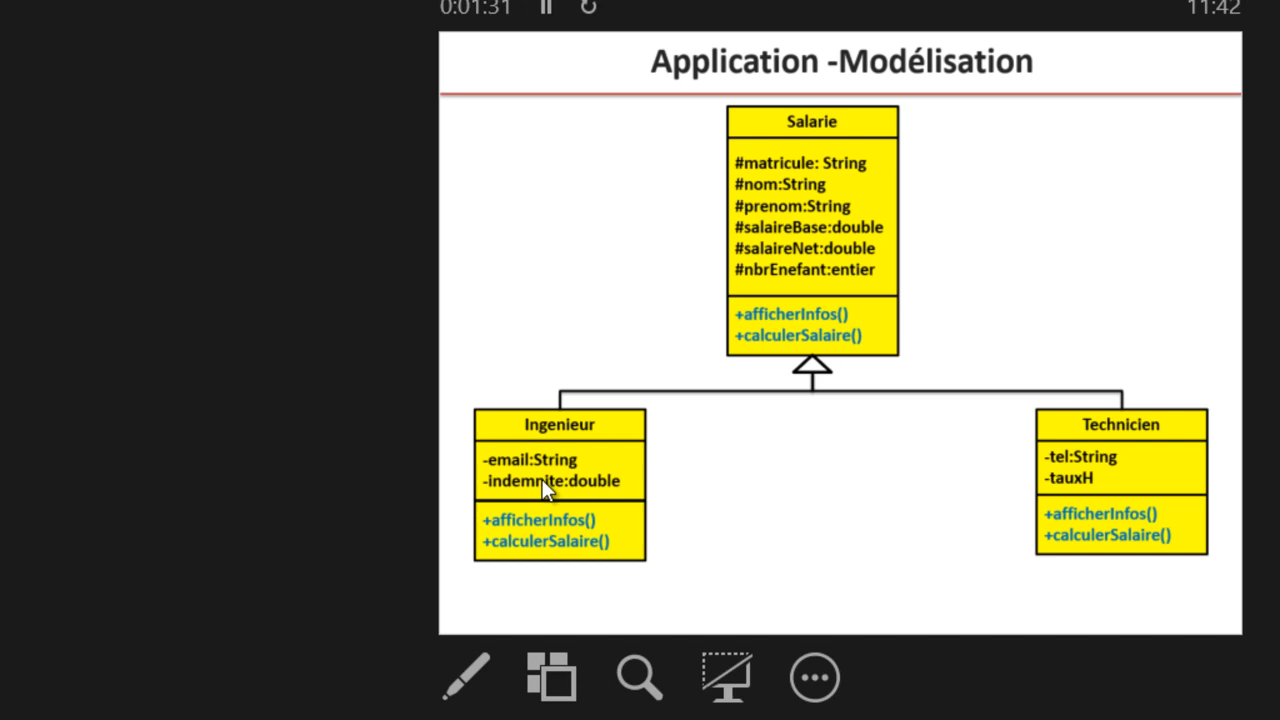 0:01:31
11:42
Application -Modélisation
Salarie
#matricule: String
#nom:String
#prenom:String
#salaireBase:double
#salaireNet:double
#nbrEnefant:entier
+afficherInfos()
+calculerSalaire()
Ingenieur
-email:String
-indemnite:double
+afficherInfos()
+calculerSalaire()
Technicien
-tel:String
-tauxH
+afficherInfos()
+calculerSalaire()